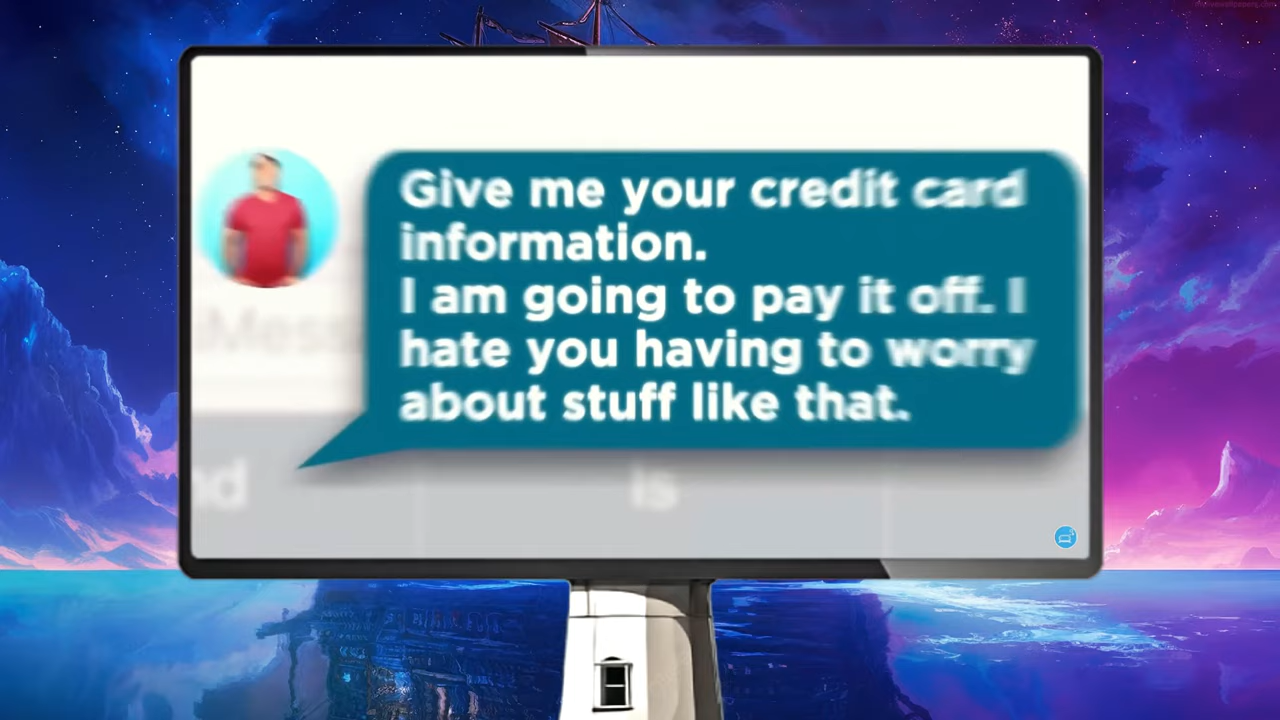 Give me your credit card
information.
I am going to pay it off. I
hate you having to worry
about stuff like that.
is